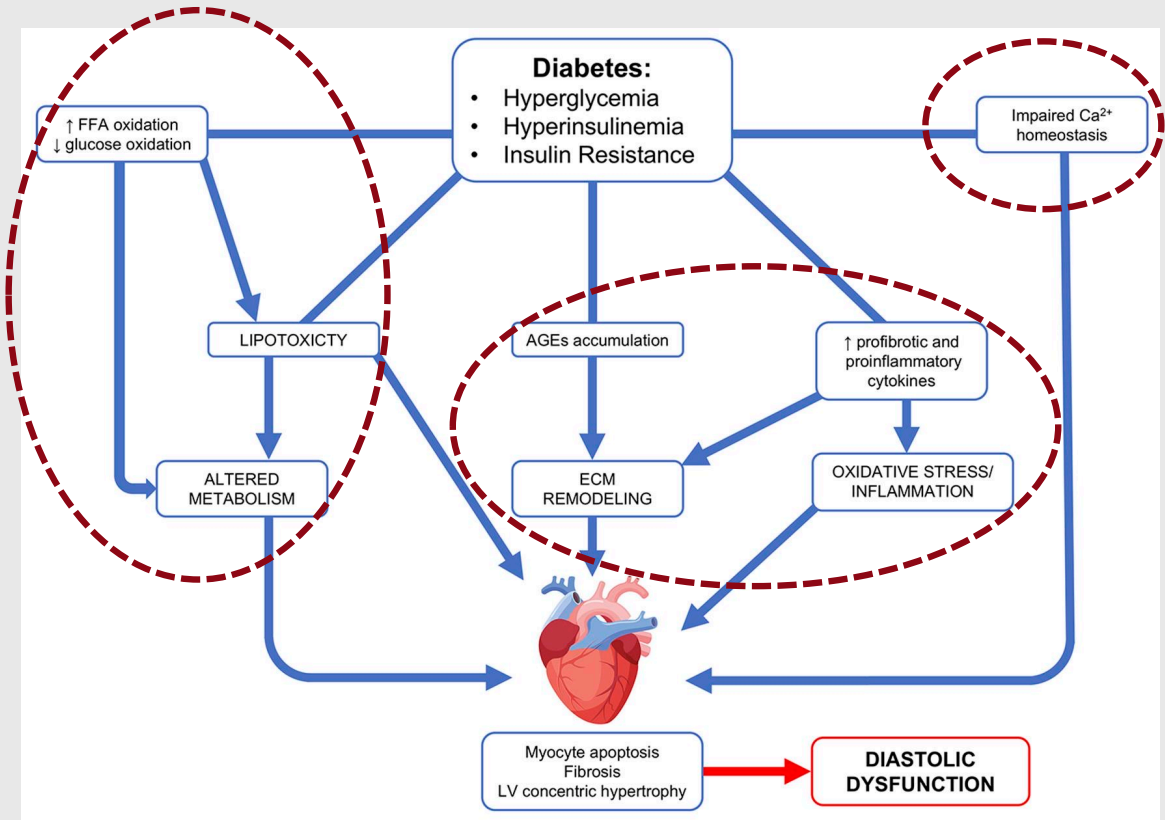 Diabetes:
• Hyperglycemia
• Hyperinsulinemia
• Insulin Resistance
↑ FFA oxidation
↓ glucose oxidation
Impaired Ca²⁺
homeostasis
LIPOTOXICTY
AGEs accumulation
↑ profibrotic and
proinflammatory
cytokines
ALTERED
METABOLISM
ECM
REMODELING
OXIDATIVE STRESS/
INFLAMMATION
Myocyte apoptosis
Fibrosis
LV concentric hypertrophy
DIASTOLIC
DYSFUNCTION